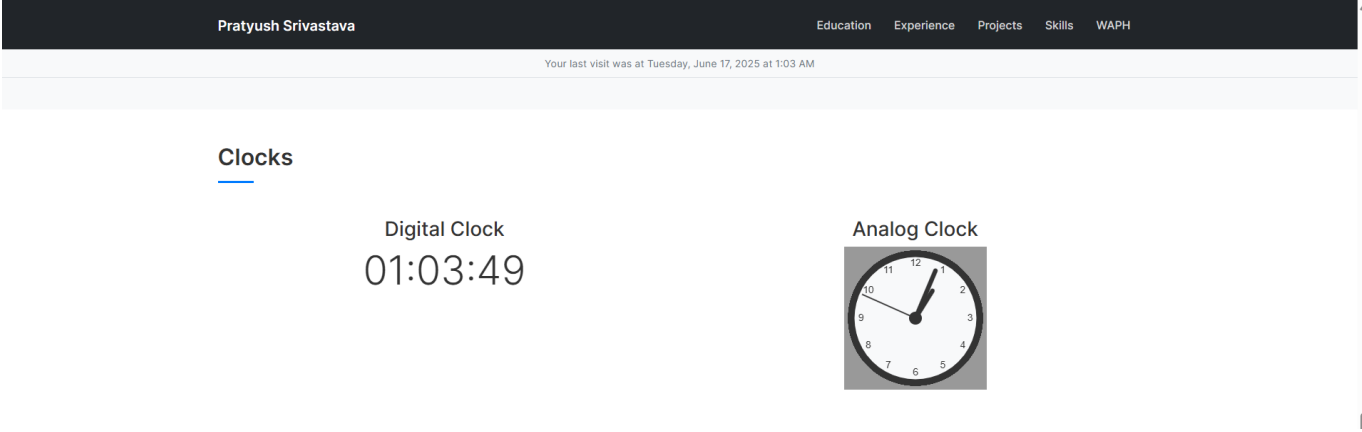 Pratyush Srivastava Education Experience Projects Skills WAPH
Your last visit was at Tuesday, June 17, 2025 at 1:03 AM
Clocks
Digital Clock
01:03:49
Analog Clock
12
11 1
10 2
9 3
8 4
7 5
6